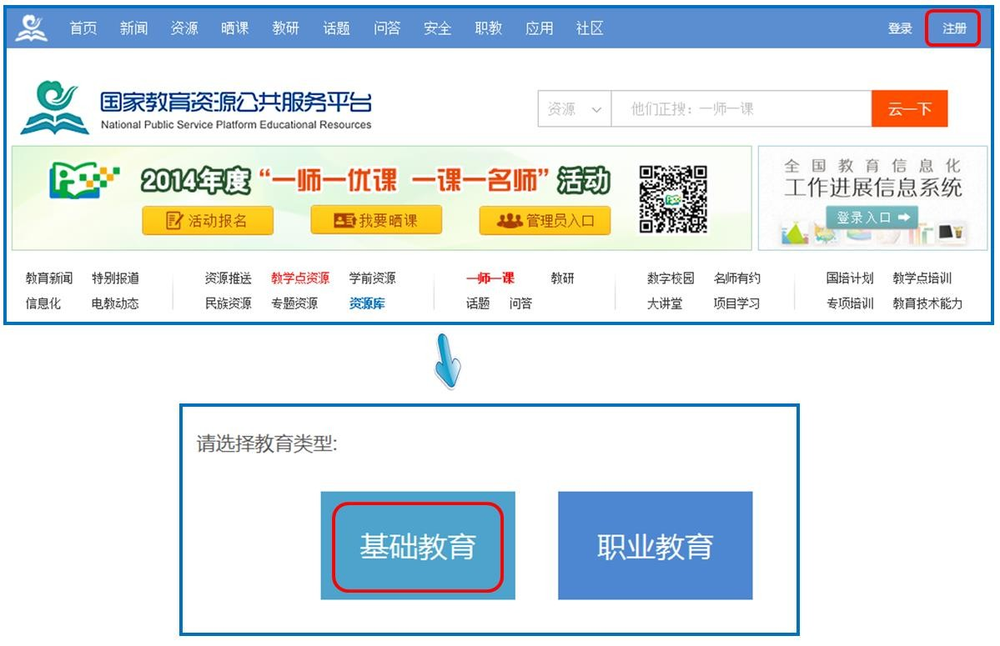 首页 新闻 资源 晒课 教研 话题 问答 安全 职教 应用 社区 登录 注册
国家教育资源公共服务平台
National Public Service Platform Educational Resources
资源 他们正搜：一师一课 云一下
2014年度“一师一优课 一课一名师”活动
活动报名 我要晒课 管理员入口
全国教育信息化
工作进展信息系统
登录入口
教育新闻 特别报道 资源推送 教学点资源 学前资源 一师一课 教研 数字校园 名师有约 国培计划 教学点培训
信息化 电教动态 民族资源 专题资源 资源库 话题 问答 大讲堂 项目学习 专项培训 教育技术能力
请选择教育类型:
基础教育 职业教育